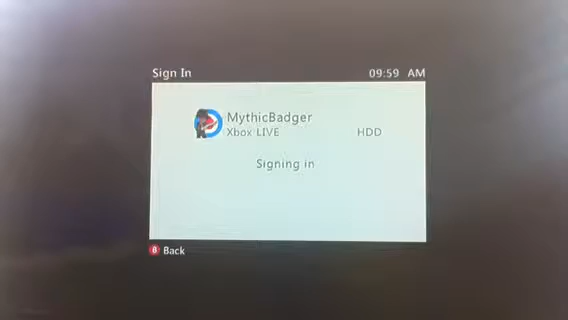 Sign In 09:59 AM
MythicBadger
Xbox LIVE HDD
Signing in
B Back